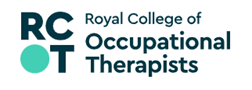 RC
OT
Royal College of
Occupational
Therapists